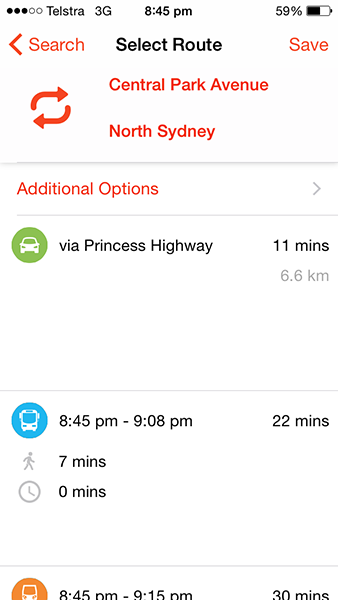 Telstra 3G 8:45 pm 59%
Search Select Route Save
Central Park Avenue
North Sydney
Additional Options
via Princess Highway 11 mins
6.6 km
8:45 pm - 9:08 pm 22 mins
7 mins
0 mins
8:45 pm - 9:15 pm 30 mins